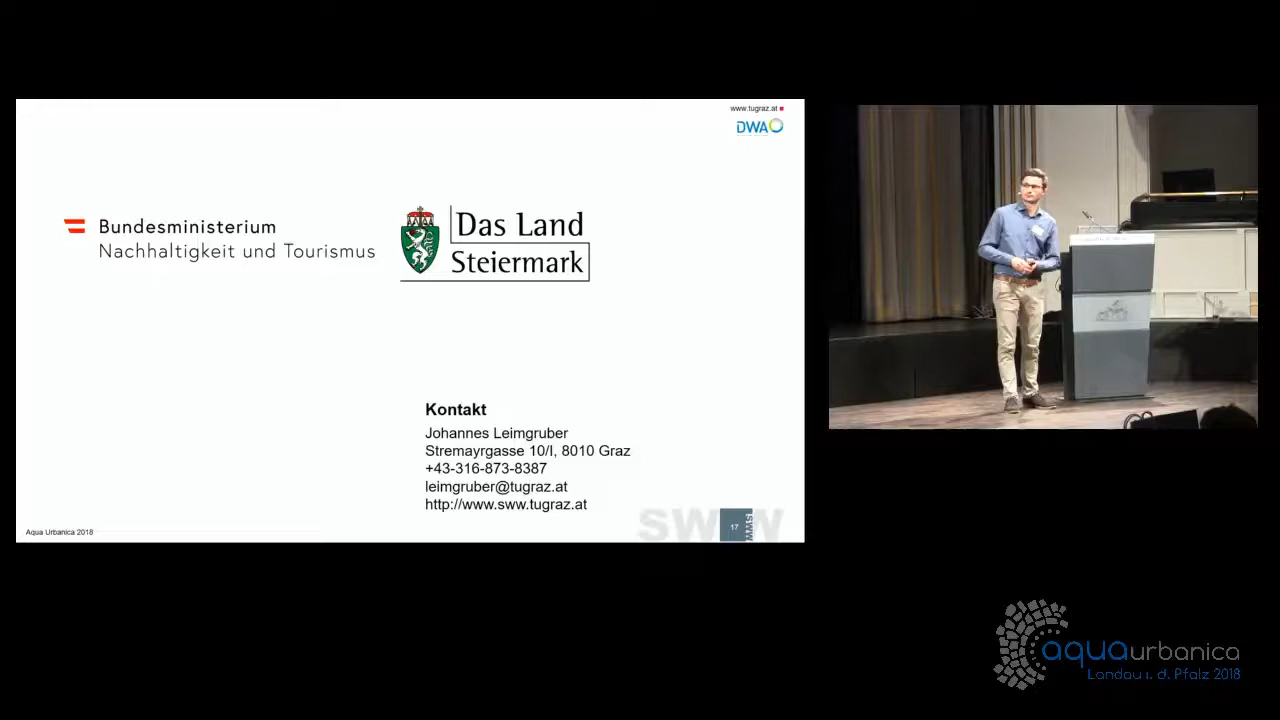 www.tugraz.at
DWA
Bundesministerium
Nachhaltigkeit und Tourismus
Das Land
Steiermark
Kontakt
Johannes Leimgruber
Stremayrgasse 10/I, 8010 Graz
+43-316-873-8387
leimgruber@tugraz.at
http://www.sww.tugraz.at
Aqua Urbanica 2018
SWW
17
SWW
aquaurbanica
Landau i. d. Pfalz 2018